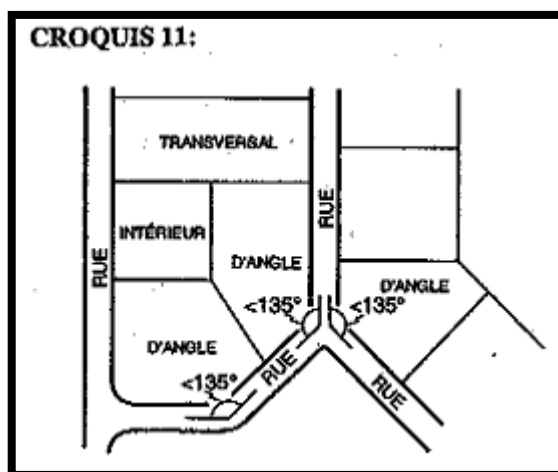 CROQUIS 11:
TRANSVERSAL
RUE
INTÉRIEUR
RUE
D'ANGLE
D'ANGLE
<135°
<135°
D'ANGLE
<135°
RUE
RUE